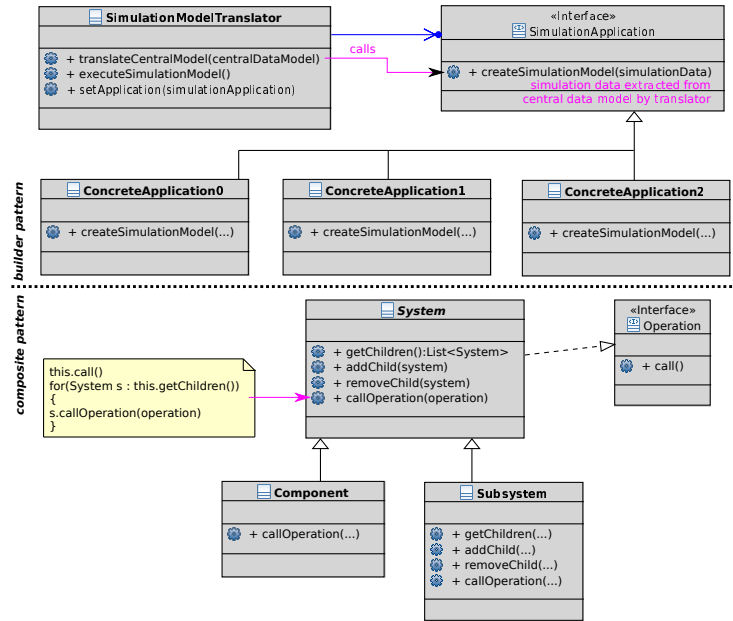 SimulationModelTranslator
+ translateCentralModel(centralDataModel)
+ executeSimulationModel()
+ setApplication(simulationApplication)
calls
«Interface»
SimulationApplication
+ createSimulationModel(simulationData)
simulation data extracted from
central data model by translator
builder pattern
ConcreteApplication0
+ createSimulationModel(...)
ConcreteApplication1
+ createSimulationModel(...)
ConcreteApplication2
+ createSimulationModel(...)
composite pattern
System
+ getChildren():List<System>
+ addChild(system)
+ removeChild(system)
+ callOperation(operation)
«Interface»
Operation
+ call()
this.call()
for(System s : this.getChildren())
{
s.callOperation(operation)
}
Component
+ callOperation(...)
Subsystem
+ getChildren(...)
+ addChild(...)
+ removeChild(...)
+ callOperation(...)